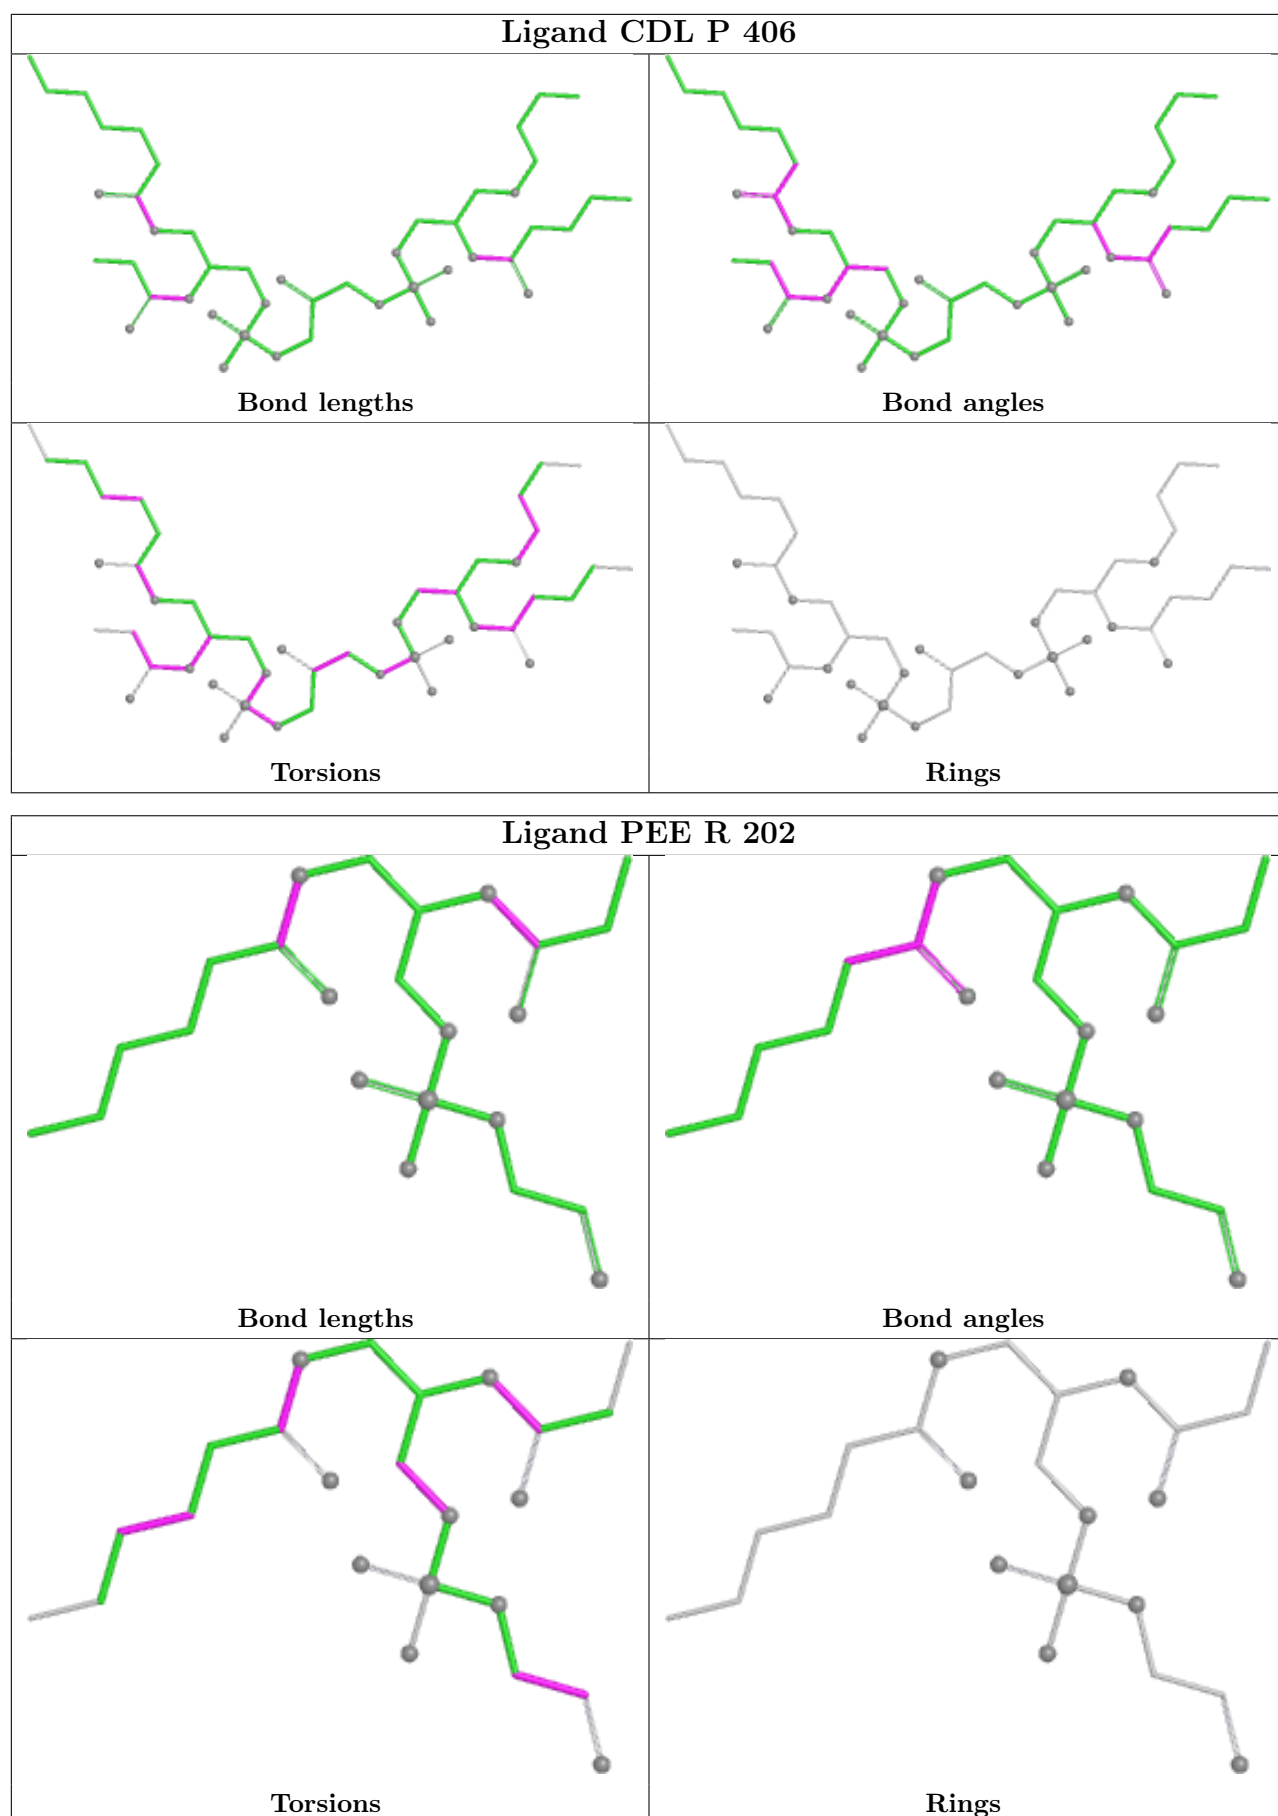 Ligand CDL P 406
Bond lengths
Bond angles
Torsions
Rings
Ligand PEE R 202
Bond lengths
Bond angles
Torsions
Rings